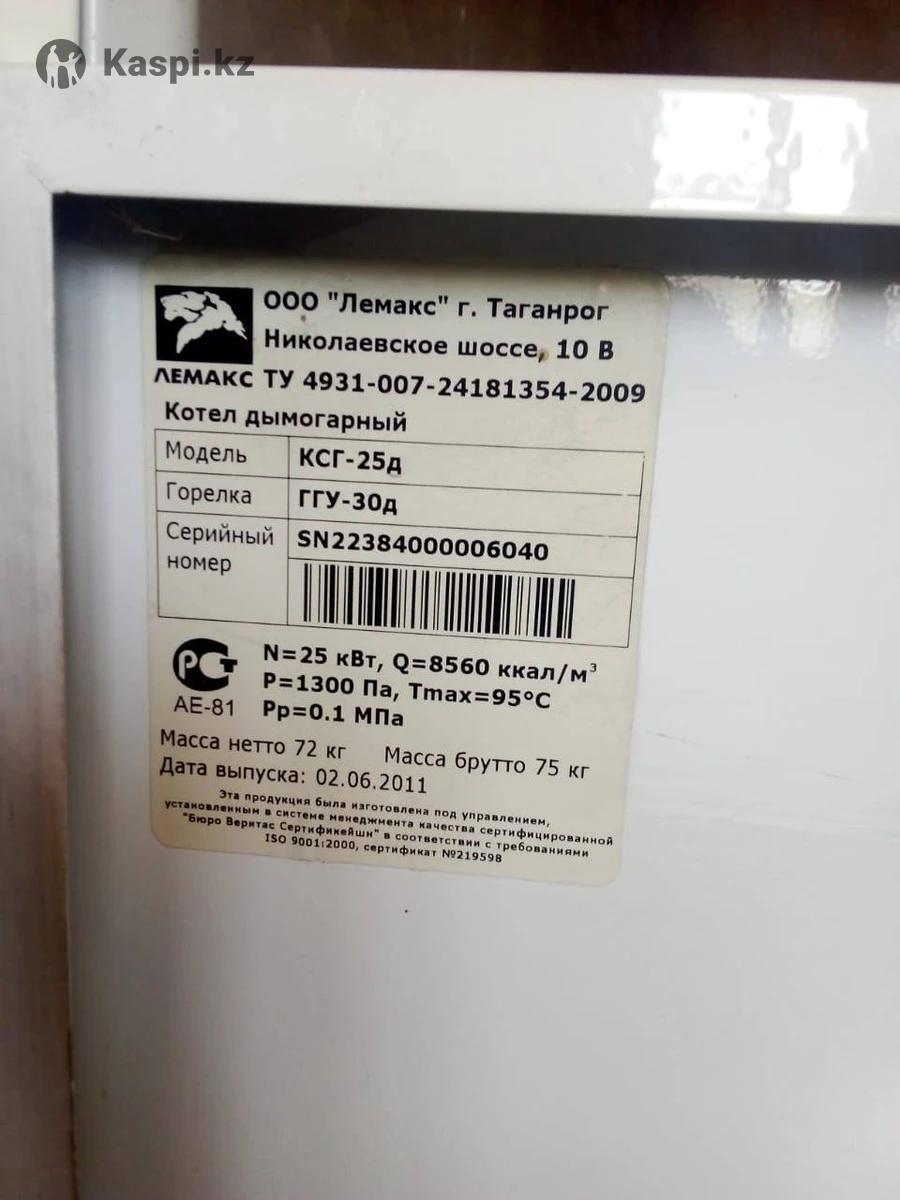 Kaspi.kz
ООО "Лемакс" г. Таганрог
Николаевское шоссе, 10 В
ЛЕМАКС ТУ 4931-007-24181354-2009
Котел дымогарный
Модель КСГ-25д
Горелка ГГУ-30д
Серийный номер SN22384000006040
РСТ N=25 кВт, Q=8560 ккал/м³
P=1300 Па, Tmax=95°C
АЕ-81 Pp=0.1 МПа
Масса нетто 72 кг Масса брутто 75 кг
Дата выпуска: 02.06.2011
Эта продукция была изготовлена под управлением,
установленным в системе менеджмента качества сертифицированной
"Бюро Веритас Сертификейшн" в соответствии с требованиями
ISO 9001:2000, сертификат №219598